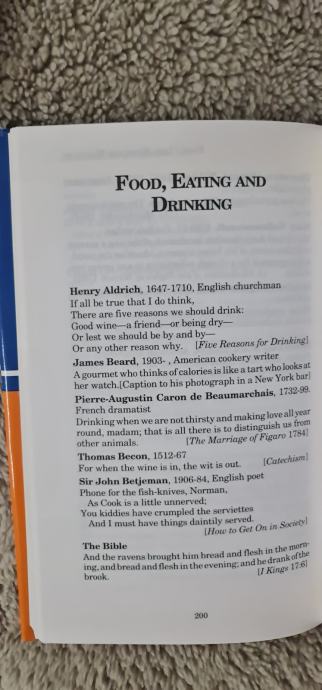 FOOD, EATING AND
DRINKING
Henry Aldrich, 1647-1710, English churchman
If all be true that I do think,
There are five reasons we should drink:
Good wine—a friend—or being dry—
Or lest we should be by and by—
Or any other reason why. [Five Reasons for Drinking]
James Beard, 1903- , American cookery writer
A gourmet who thinks of calories is like a tart who looks at
her watch.[Caption to his photograph in a New York bar]
Pierre-Augustin Caron de Beaumarchais, 1732-99,
French dramatist
Drinking when we are not thirsty and making love all year
round, madam; that is all there is to distinguish us from
other animals. [The Marriage of Figaro 1784]
Thomas Becon, 1512-67
For when the wine is in, the wit is out. [Catechism]
Sir John Betjeman, 1906-84, English poet
Phone for the fish-knives, Norman,
As Cook is a little unnerved;
You kiddies have crumpled the serviettes
And I must have things daintily served.
[How to Get On in Society]
The Bible
And the ravens brought him bread and flesh in the morn-
ing, and bread and flesh in the evening; and he drank of the
brook. [I Kings 17:6]
200